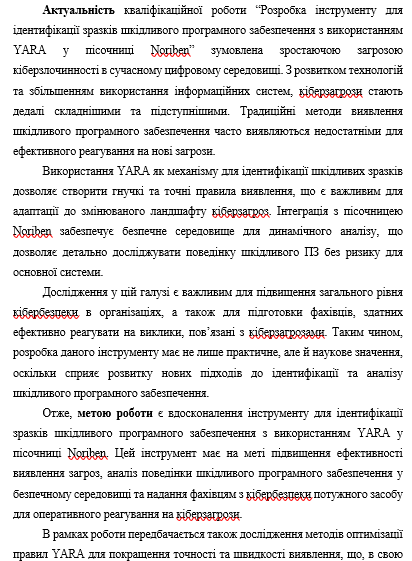 Актуальність кваліфікаційної роботи “Розробка інструменту для
ідентифікації зразків шкідливого програмного забезпечення з використанням
YARA у пісочниці Noriben” зумовлена зростаючою загрозою
кіберзлочинності в сучасному цифровому середовищі. З розвитком технологій
та збільшенням використання інформаційних систем, кіберзагрози стають
дедалі складнішими та підступнішими. Традиційні методи виявлення
шкідливого програмного забезпечення часто виявляються недостатніми для
ефективного реагування на нові загрози.
Використання YARA як механізму для ідентифікації шкідливих зразків
дозволяє створити гнучкі та точні правила виявлення, що є важливим для
адаптації до змінюваного ландшафту кіберзагроз. Інтеграція з пісочницею
Noriben забезпечує безпечне середовище для динамічного аналізу, що
дозволяє детально досліджувати поведінку шкідливого ПЗ без ризику для
основної системи.
Дослідження у цій галузі є важливим для підвищення загального рівня
кібербезпеки в організаціях, а також для підготовки фахівців, здатних
ефективно реагувати на виклики, пов’язані з кіберзагрозами. Таким чином,
розробка даного інструменту має не лише практичне, але й наукове значення,
оскільки сприяє розвитку нових підходів до ідентифікації та аналізу
шкідливого програмного забезпечення.
Отже, метою роботи є вдосконалення інструменту для ідентифікації
зразків шкідливого програмного забезпечення з використанням YARA у
пісочниці Noriben. Цей інструмент має на меті підвищення ефективності
виявлення загроз, аналіз поведінки шкідливого програмного забезпечення у
безпечному середовищі та надання фахівцям з кібербезпеки потужного засобу
для оперативного реагування на кіберзагрози.
В рамках роботи передбачається також дослідження методів оптимізації
правил YARA для покращення точності та швидкості виявлення, що, в свою